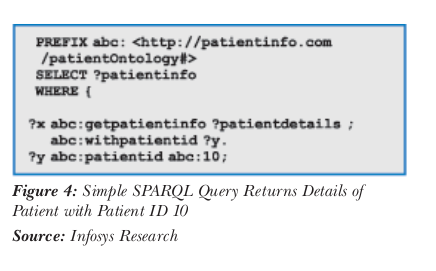 PREFIX abc: <http://patientinfo.com
/patientOntology#>
SELECT ?patientinfo
WHERE {
?x abc:getpatientinfo ?patientdetails ;
abc:withpatientid ?y.
?y abc:patientid abc:10;
Figure 4: Simple SPARQL Query Returns Details of
Patient with Patient ID 10
Source: Infosys Research